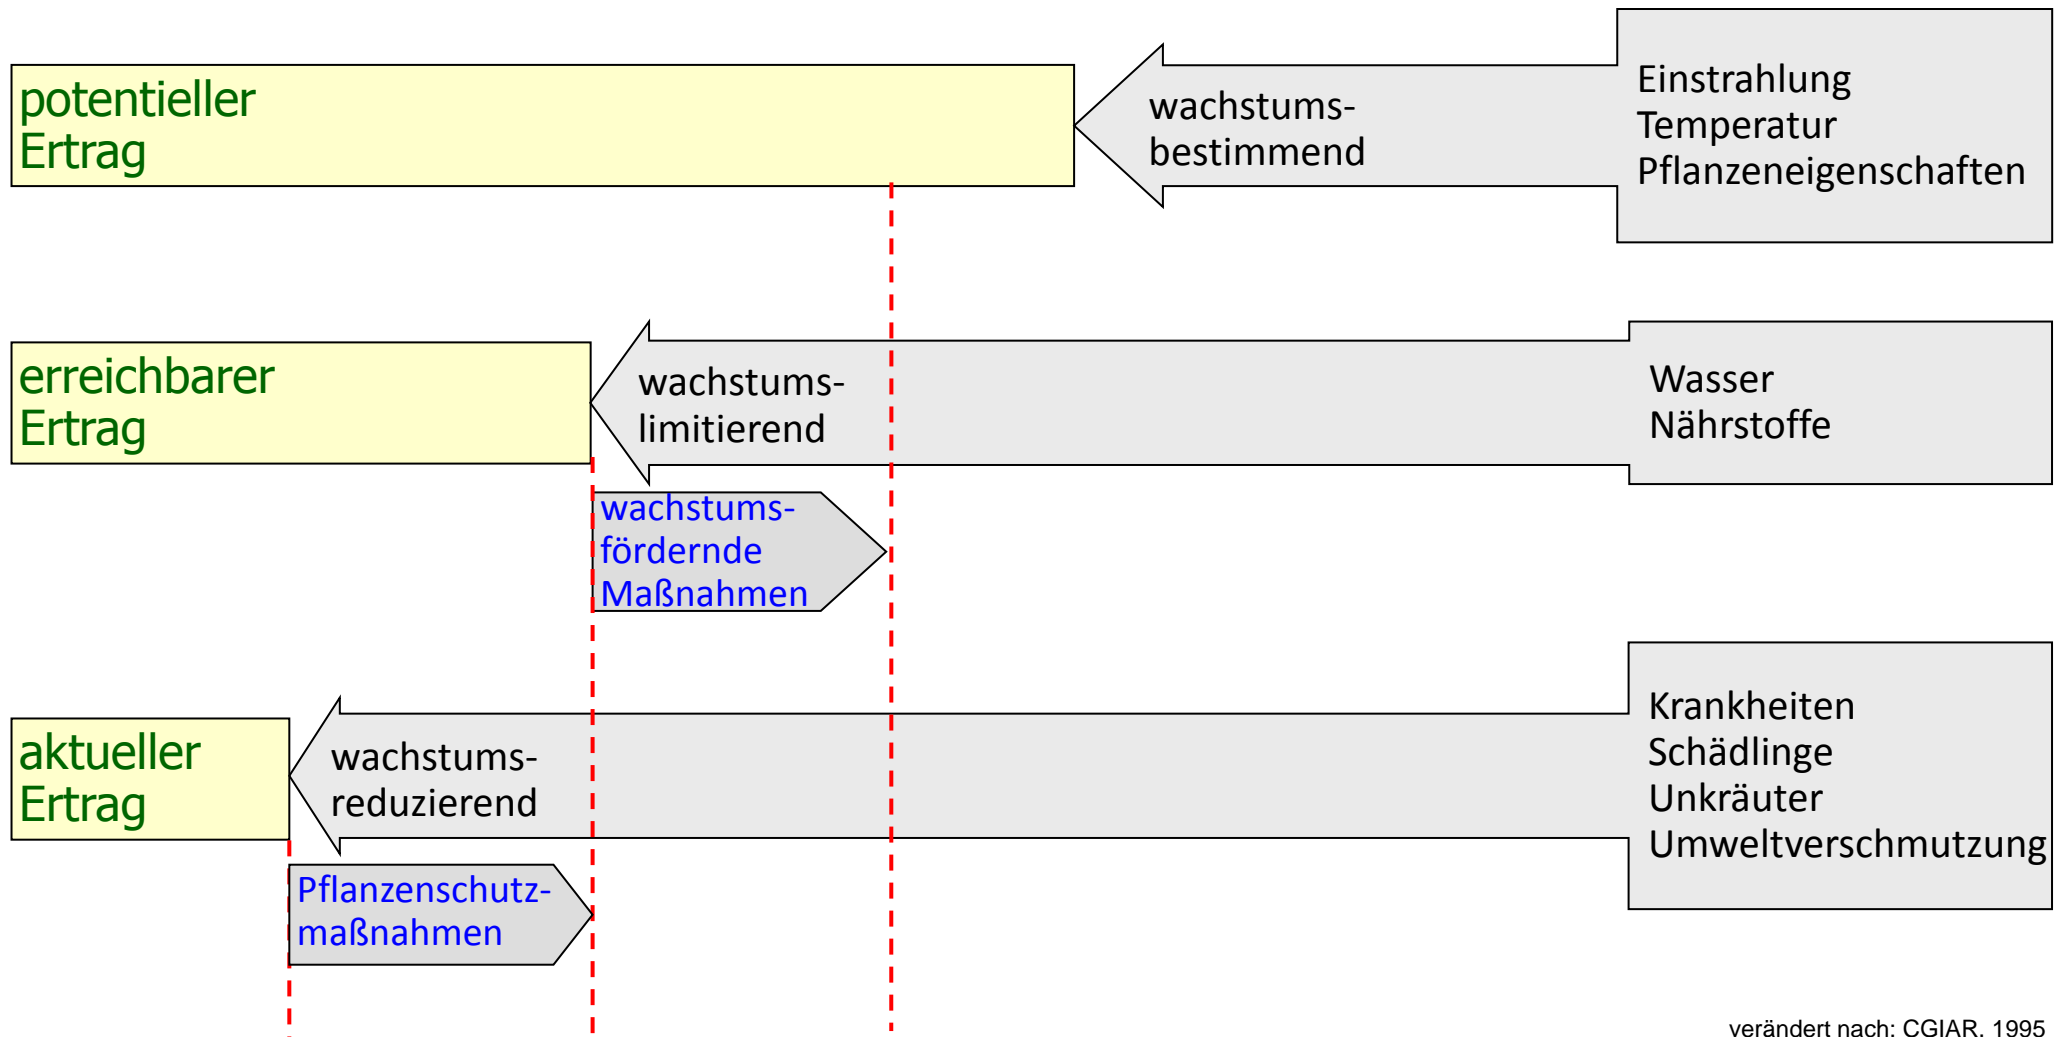 potentieller
Ertrag
wachstums-
bestimmend
Einstrahlung
Temperatur
Pflanzeneigenschaften
erreichbarer
Ertrag
wachstums-
limitierend
Wasser
Nährstoffe
wachstums-
fördernde
Maßnahmen
aktueller
Ertrag
wachstums-
reduzierend
Krankheiten
Schädlinge
Unkräuter
Umweltverschmutzung
Pflanzenschutz-
maßnahmen
verändert nach: CGIAR, 1995